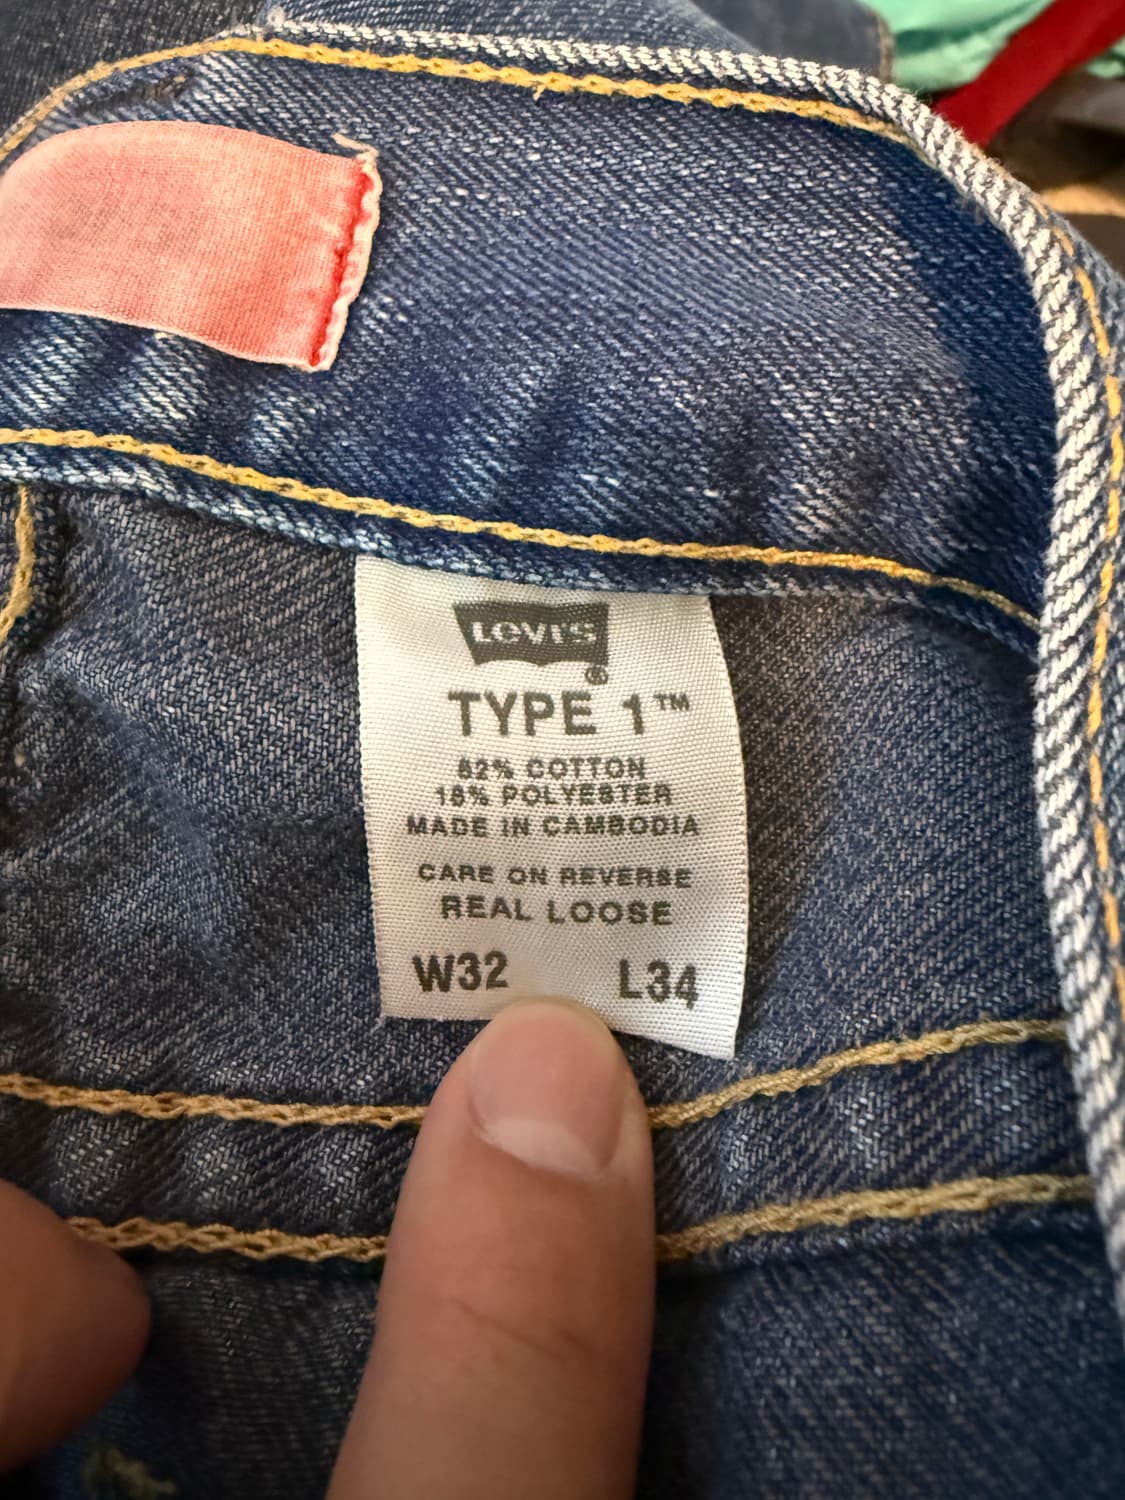 Levi's
®
TYPE 1™
82% COTTON
18% POLYESTER
MADE IN CAMBODIA
CARE ON REVERSE
REAL LOOSE
W32 L34